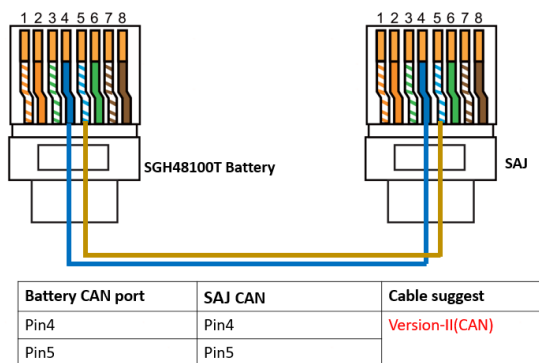 1 2 3 4 5 6 7 8
1 2 3 4 5 6 7 8
SGH48100T Battery
SAJ
Battery CAN port SAJ CAN Cable suggest
Pin4 Pin4 Version-II(CAN)
Pin5 Pin5